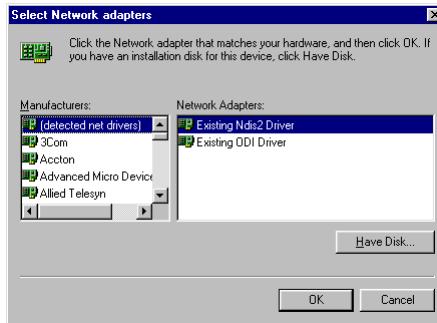 Select Network adapters
Click the Network adapter that matches your hardware, and then click OK. If
you have an installation disk for this device, click Have Disk.
Manufacturers:
(detected net drivers)
3Com
Accton
Advanced Micro Device
Allied Telesyn
Network Adapters:
Existing Ndis2 Driver
Existing ODI Driver
Have Disk...
OK
Cancel